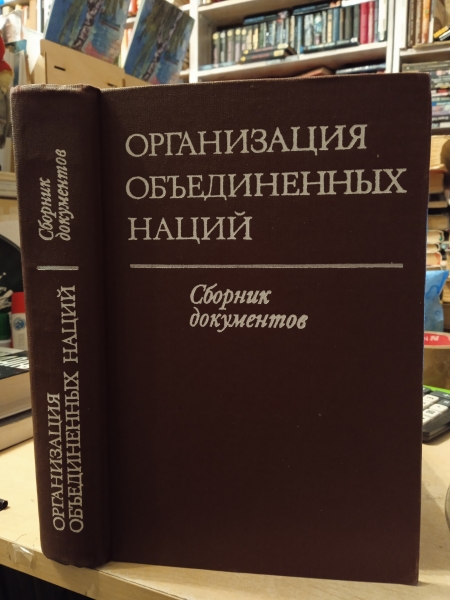 ОРГАНИЗАЦИЯ
ОБЪЕДИНЕННЫХ
НАЦИЙ
Сборник
документов
Сборник
документов
ОРГАНИЗАЦИЯ
ОБЪЕДИНЕННЫХ НАЦИЙ